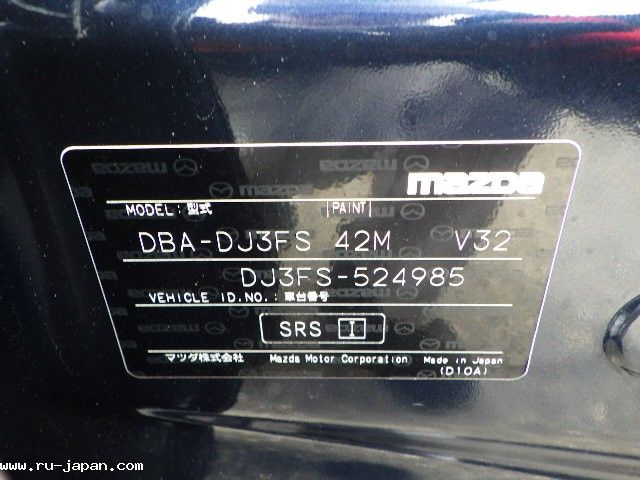 mazda
MODEL: 型式 |PAINT|
DBA-DJ3FS 42M V32
DJ3FS-524985
VEHICLE ID.NO.: 車台番号
SRS I
マツダ株式会社 Mazda Motor Corporation Made in Japan
(D10A)
www.ru-japan.com